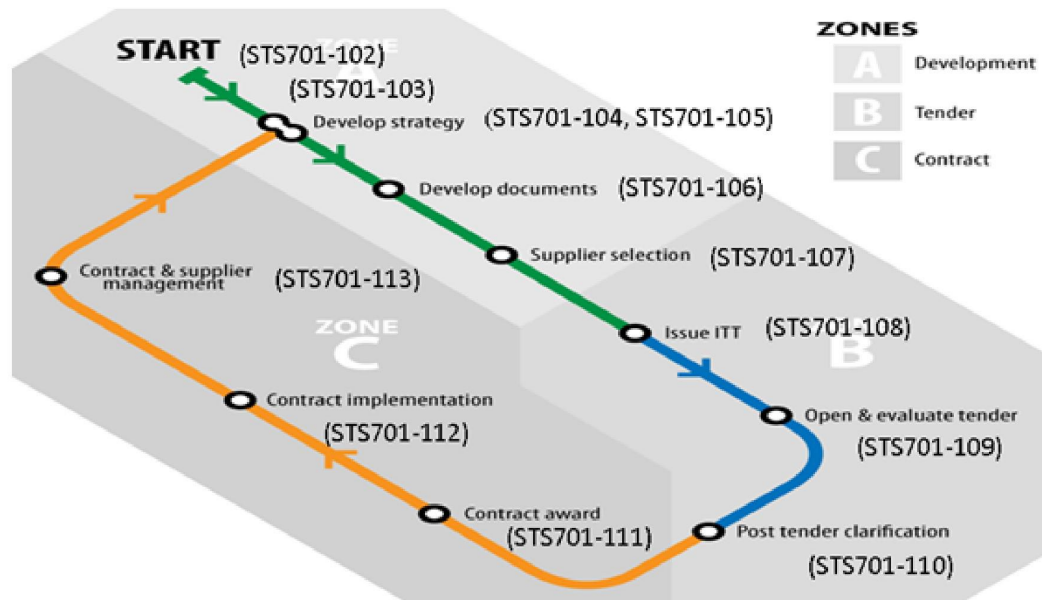 START (STS701-102)
(STS701-103)
Develop strategy (STS701-104, STS701-105)
Develop documents (STS701-106)
Supplier selection (STS701-107)
Issue ITT (STS701-108)
Open & evaluate tender
(STS701-109)
Post tender clarification
(STS701-110)
Contract award
(STS701-111)
Contract implementation
(STS701-112)
Contract & supplier
management (STS701-113)
ZONE
A
B
ZONE
C
ZONES
A Development
B Tender
C Contract